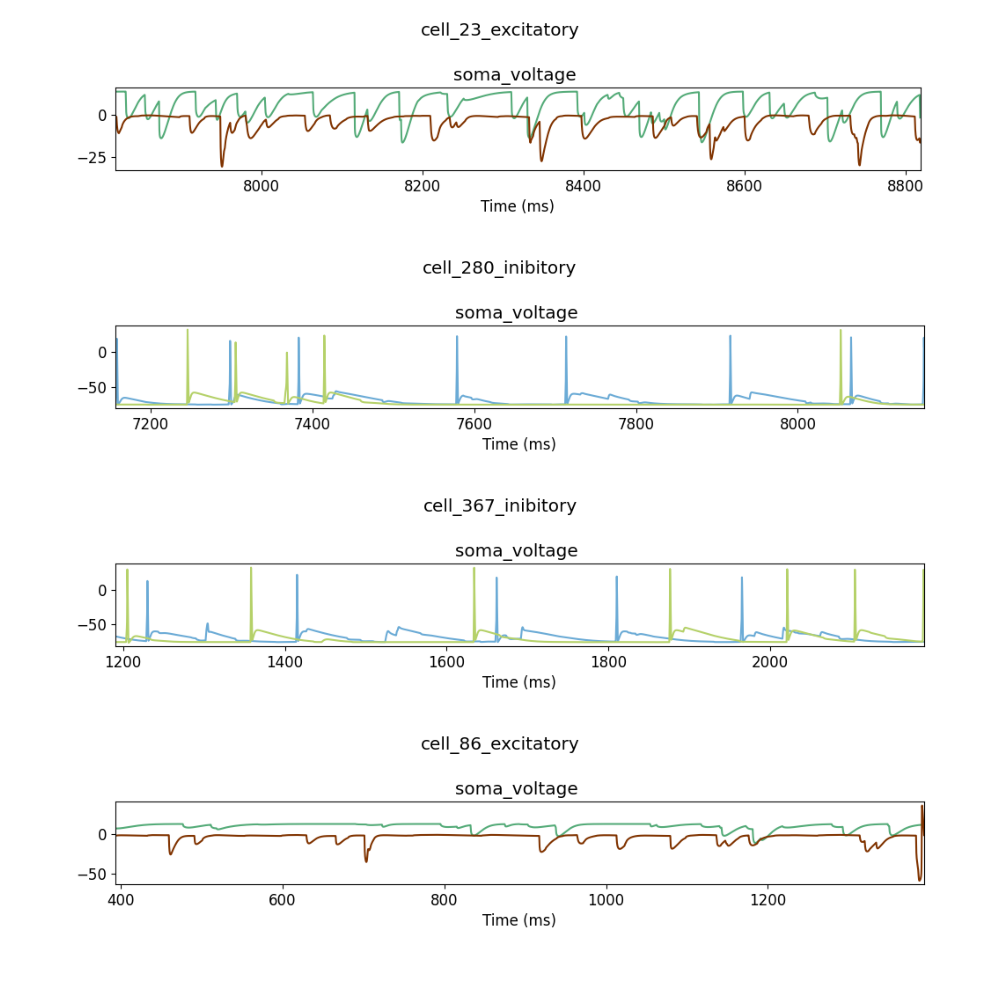 cell_23_excitatory
soma_voltage
0
−25
8000 8200 8400 8600 8800
Time (ms)
cell_280_inibitory
soma_voltage
0
−50
7200 7400 7600 7800 8000
Time (ms)
cell_367_inibitory
soma_voltage
0
−50
1200 1400 1600 1800 2000
Time (ms)
cell_86_excitatory
soma_voltage
0
−50
400 600 800 1000 1200
Time (ms)